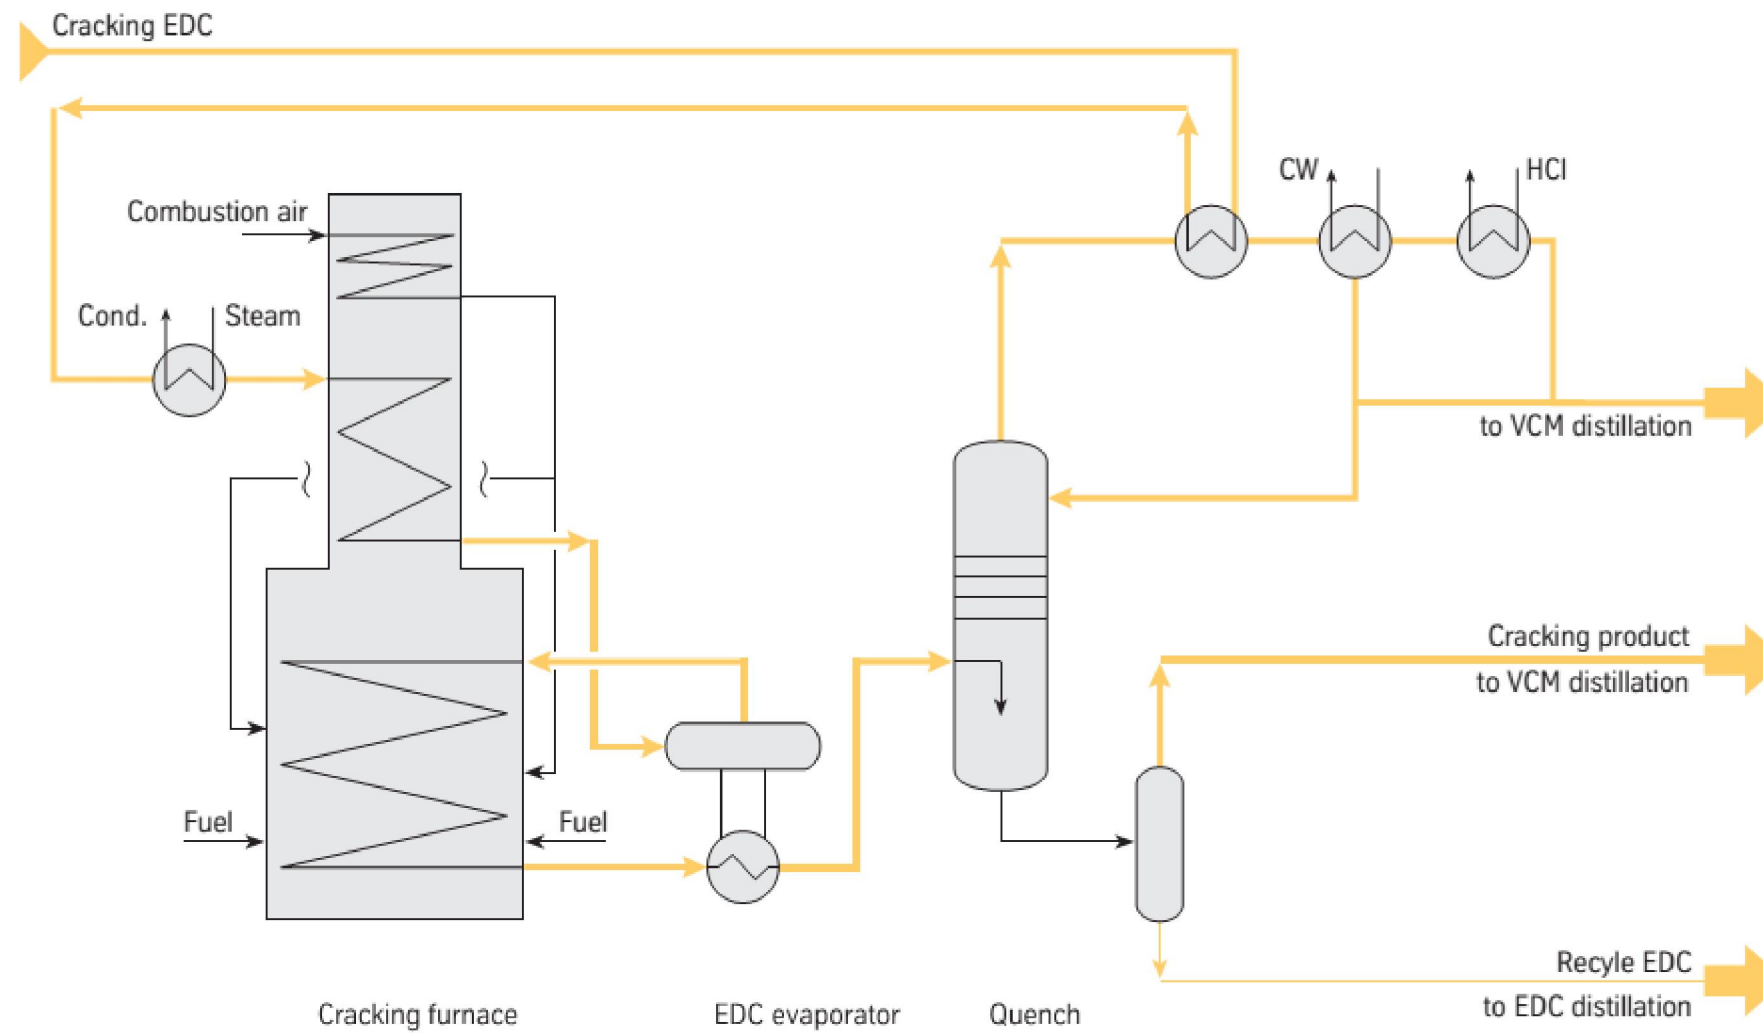 Cracking EDC
CW
HCl
Combustion air
Cond.
Steam
to VCM distillation
Cracking product
to VCM distillation
Fuel
Fuel
Recyle EDC
to EDC distillation
Cracking furnace
EDC evaporator
Quench